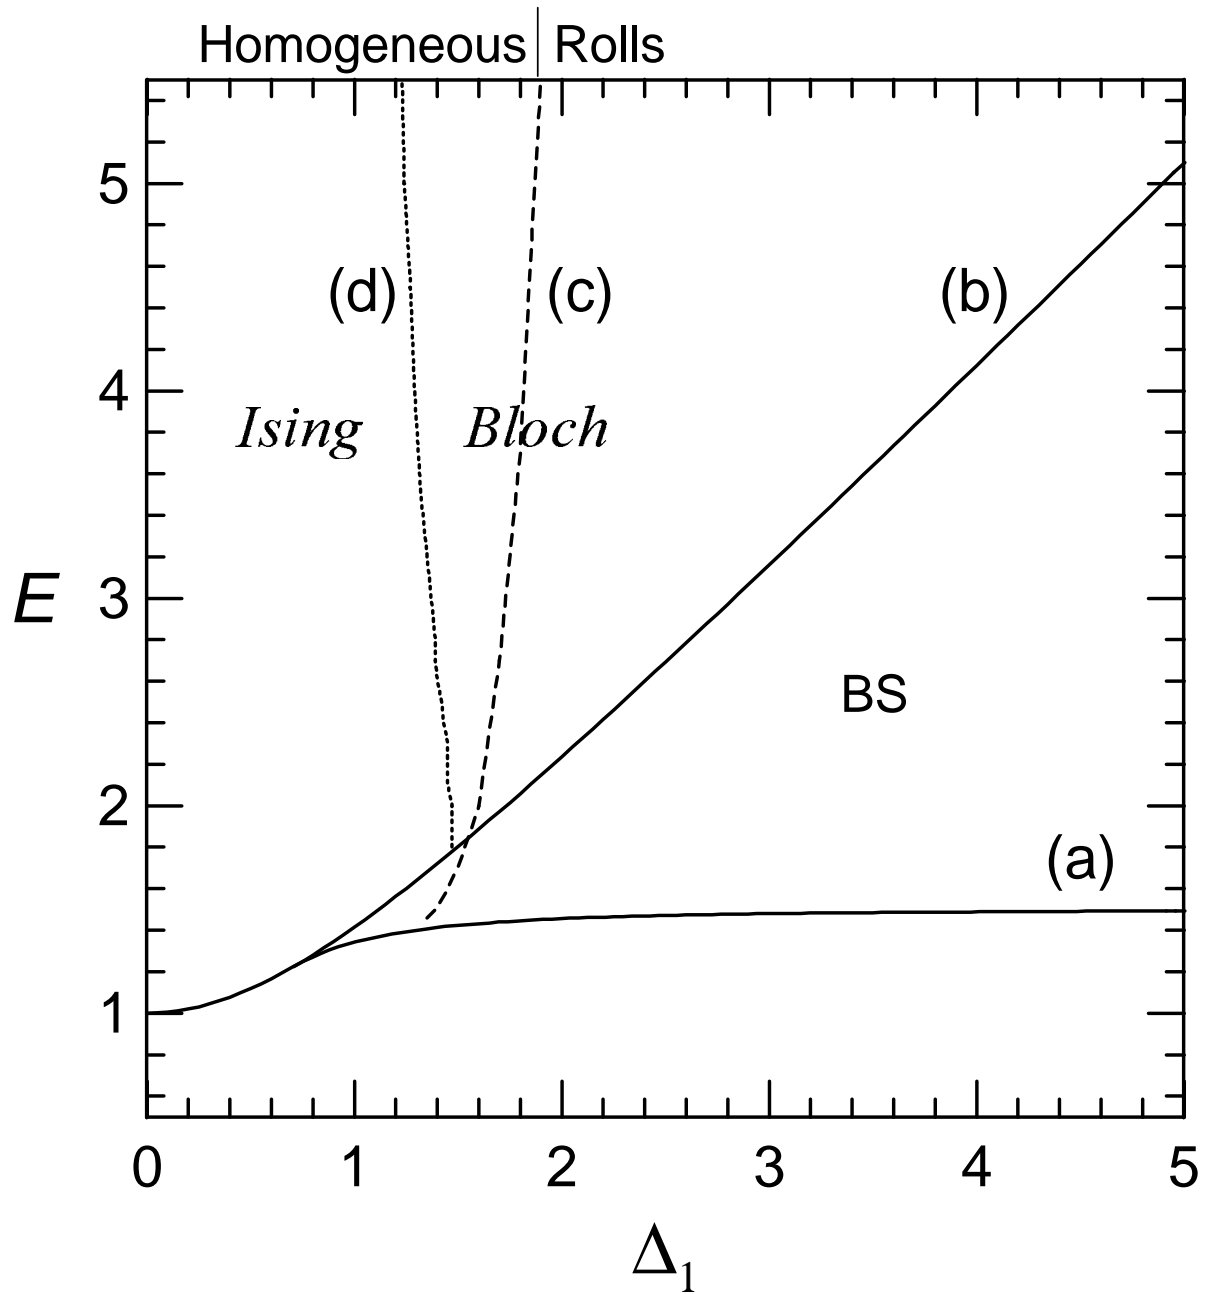 Homogeneous | Rolls
5
(d) (c) (b)
4
Ising Bloch
E 3
BS
2
(a)
1
0 1 2 3 4 5
Δ1